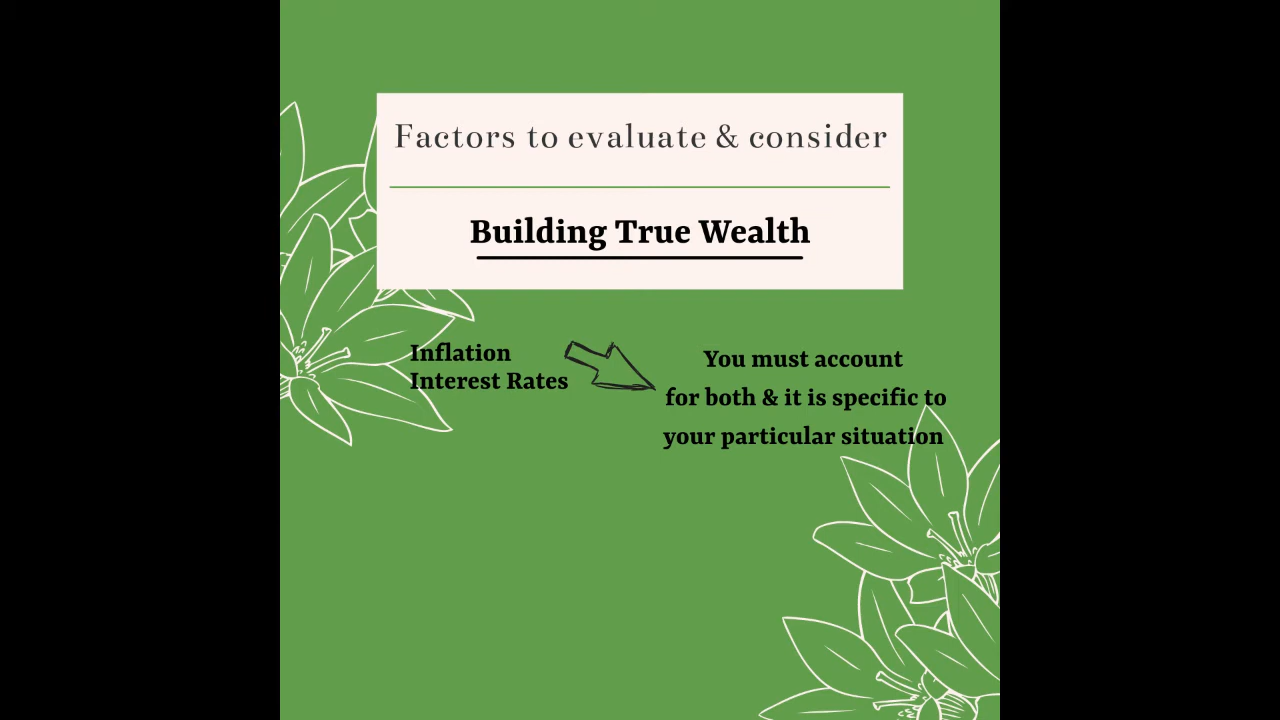 Factors to evaluate & consider
Building True Wealth
Inflation
Interest Rates
You must account
for both & it is specific to
your particular situation